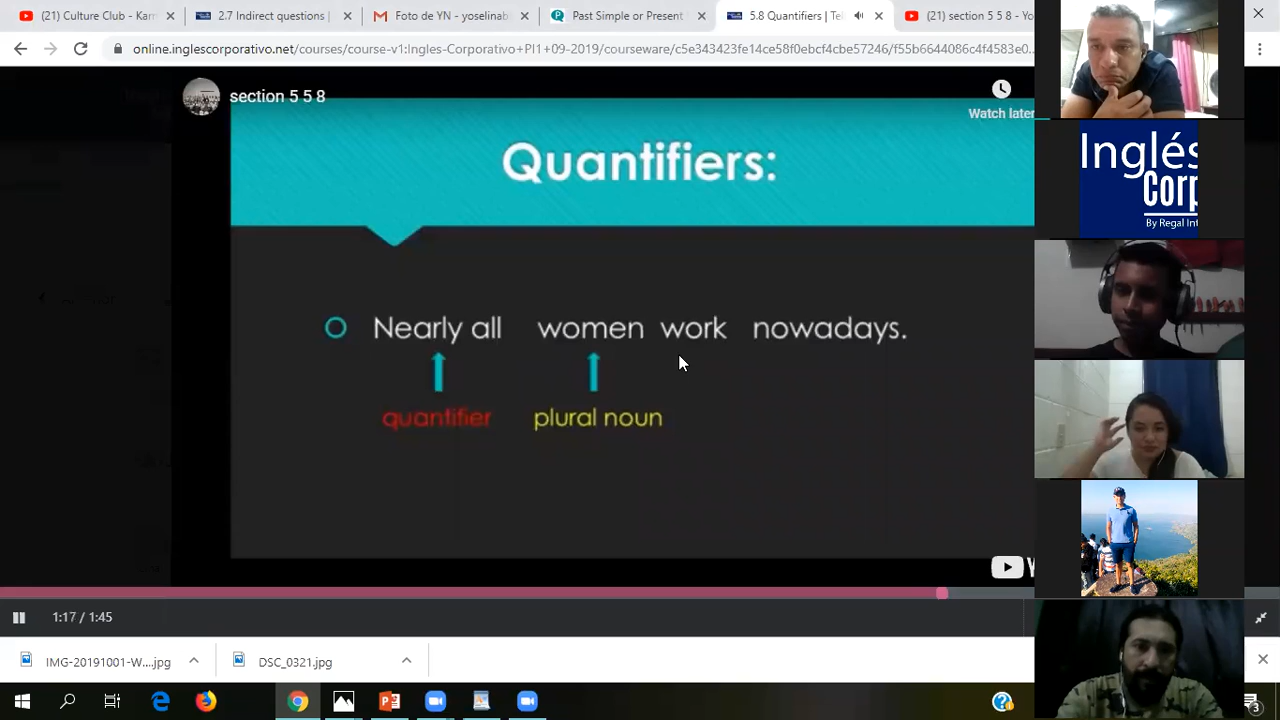 (21) Culture Club - Karm
2.7 Indirect questions |
Foto de YN - yoselinab
Past Simple or Present
5.8 Quantifiers | Tel
(21) section 5 5 8 - Yo
online.inglescorporativo.net/courses/course-v1:Ingles-Corporativo+PI1+09-2019/courseware/c5e343423fe14ce58f0ebcf4cbe57246/f55b6644086c4f4583e0...
section 5 5 8
Watch later
Quantifiers:
Nearly all women work nowadays.
quantifier plural noun
Inglés
Corp
By Regal Int
1:17 / 1:45
IMG-20191001-W....jpg
DSC_0321.jpg
3